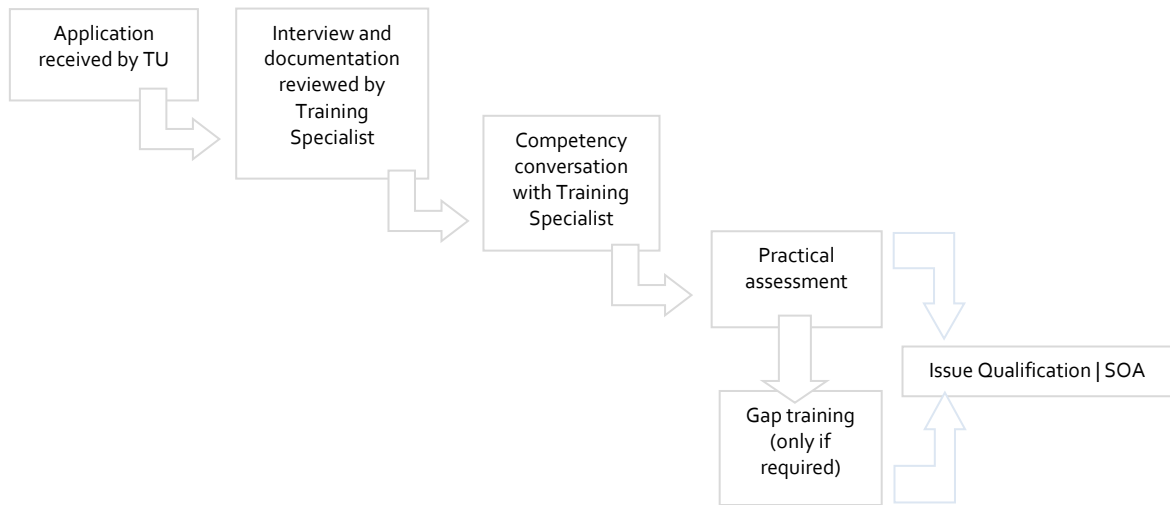 Application
received by TU
Interview and
documentation
reviewed by
Training
Specialist
Competency
conversation
with Training
Specialist
Practical
assessment
Issue Qualification | SOA
Gap training
(only if
required)